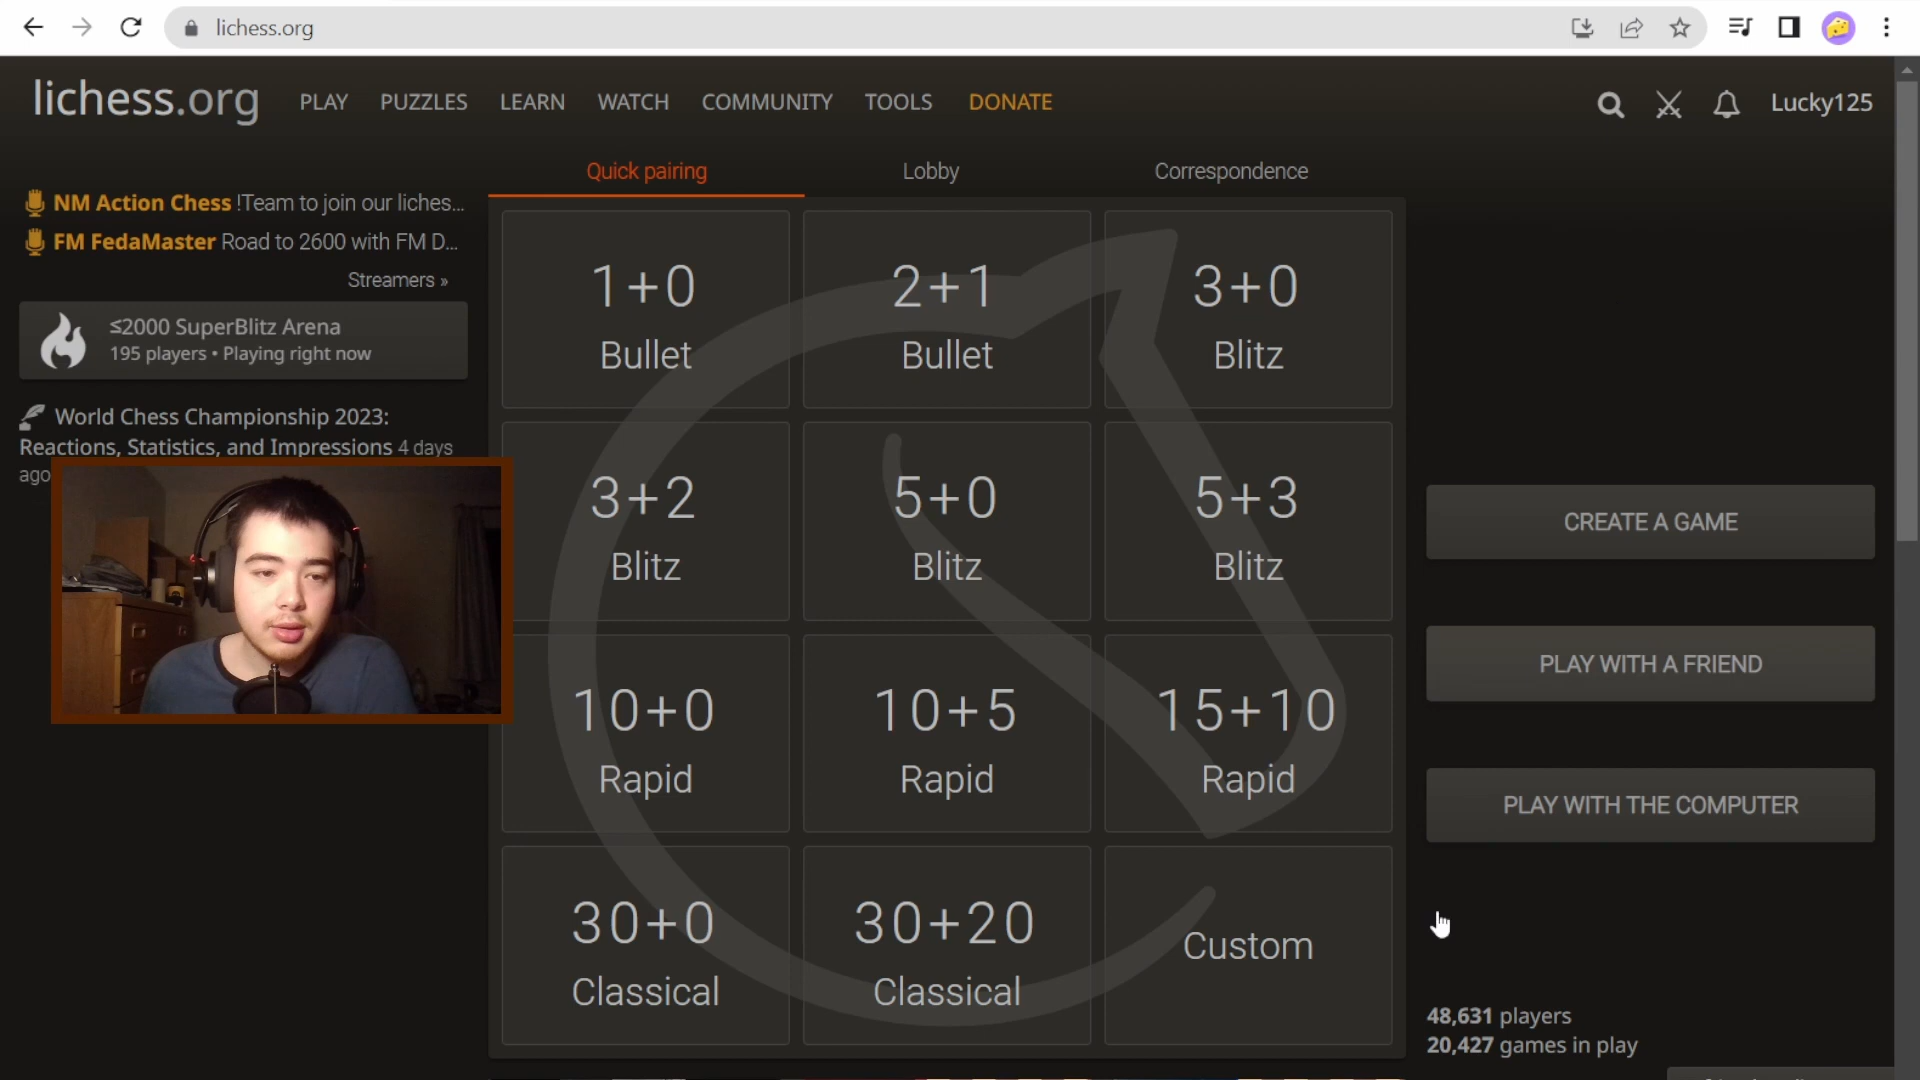 lichess.org
lichess.org PLAY PUZZLES LEARN WATCH COMMUNITY TOOLS DONATE Lucky125
Quick pairing Lobby Correspondence
NM Action Chess !Team to join our liches...
FM FedaMaster Road to 2600 with FM D...
Streamers »
≤2000 SuperBlitz Arena
195 players • Playing right now
World Chess Championship 2023:
Reactions, Statistics, and Impressions 4 days
ago
1+0
Bullet
2+1
Bullet
3+0
Blitz
3+2
Blitz
5+0
Blitz
5+3
Blitz
10+0
Rapid
10+5
Rapid
15+10
Rapid
30+0
Classical
30+20
Classical
Custom
CREATE A GAME
PLAY WITH A FRIEND
PLAY WITH THE COMPUTER
48,631 players
20,427 games in play